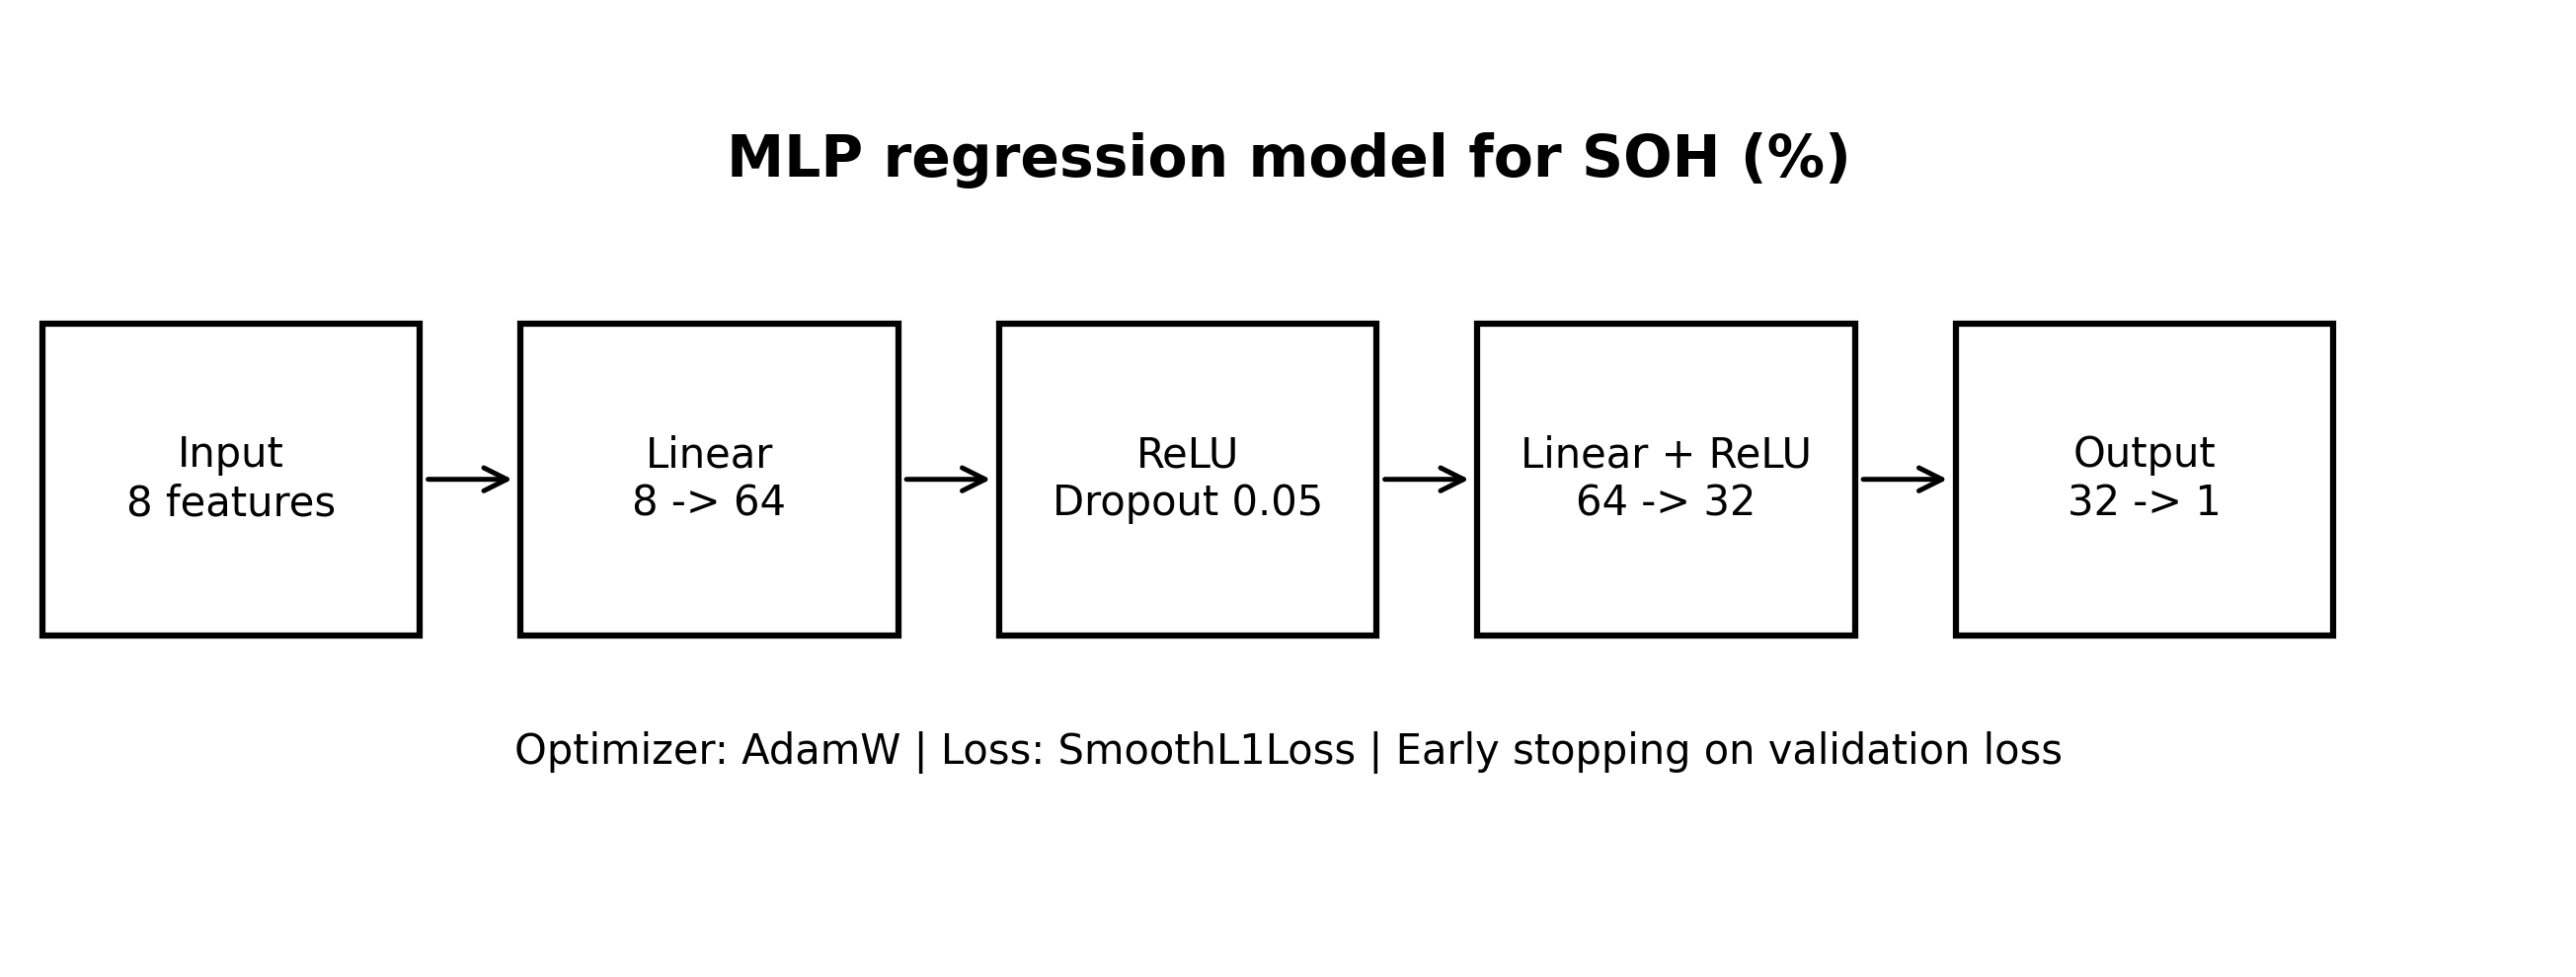 MLP regression model for SOH (%)
Input
8 features
Linear
8 -> 64
ReLU
Dropout 0.05
Linear + ReLU
64 -> 32
Output
32 -> 1
Optimizer: AdamW | Loss: SmoothL1Loss | Early stopping on validation loss